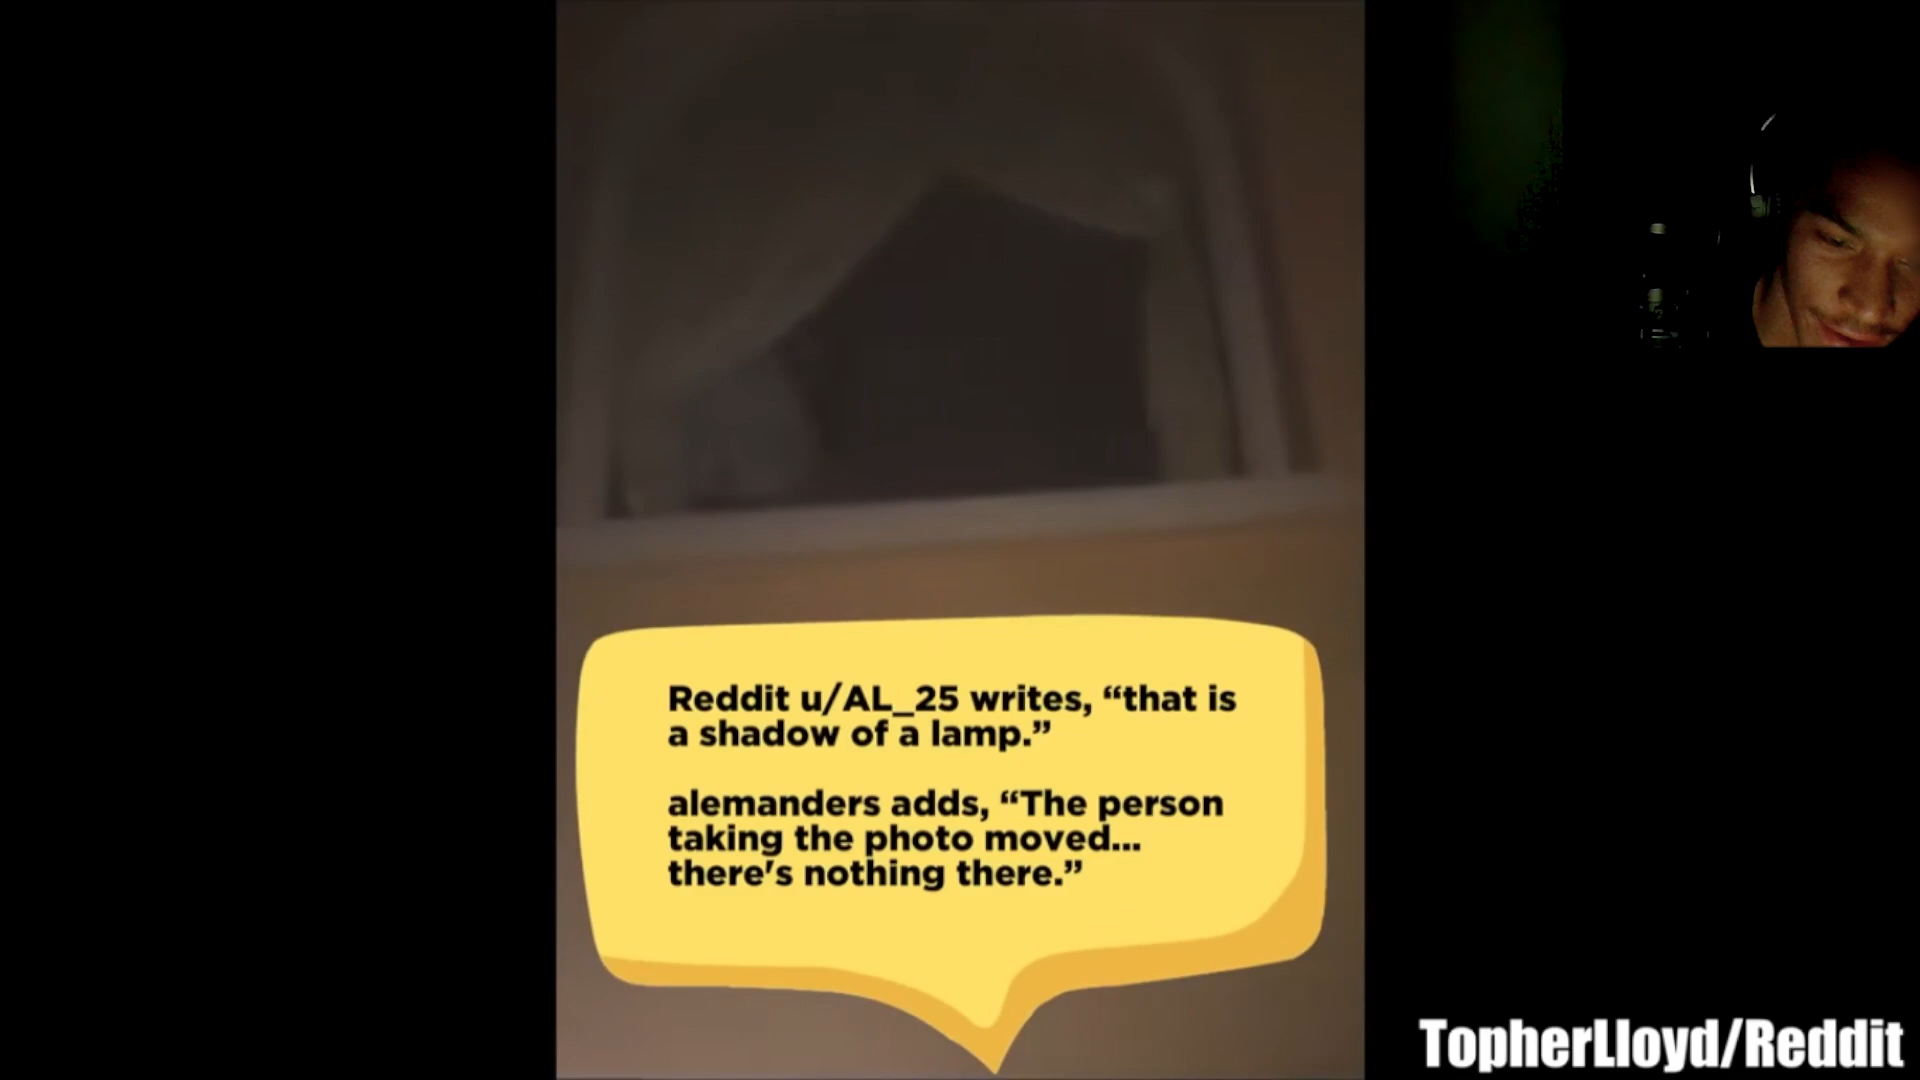 Reddit u/AL_25 writes, “that is
a shadow of a lamp.”
alemanders adds, “The person
taking the photo moved...
there's nothing there.”
TopherLloyd/Reddit